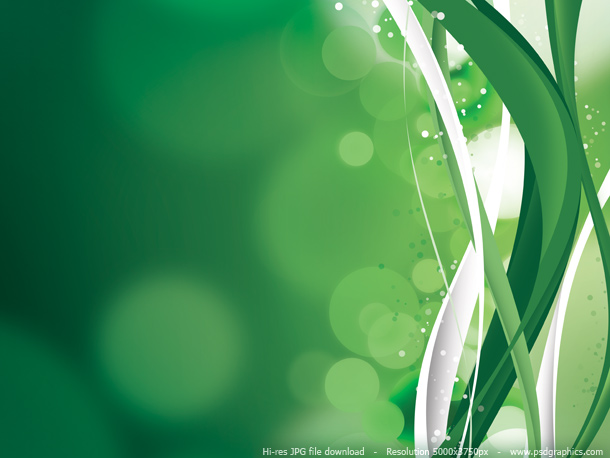 Hi-res JPG file download - Resolution 5000x3750px - www.psdgraphics.com